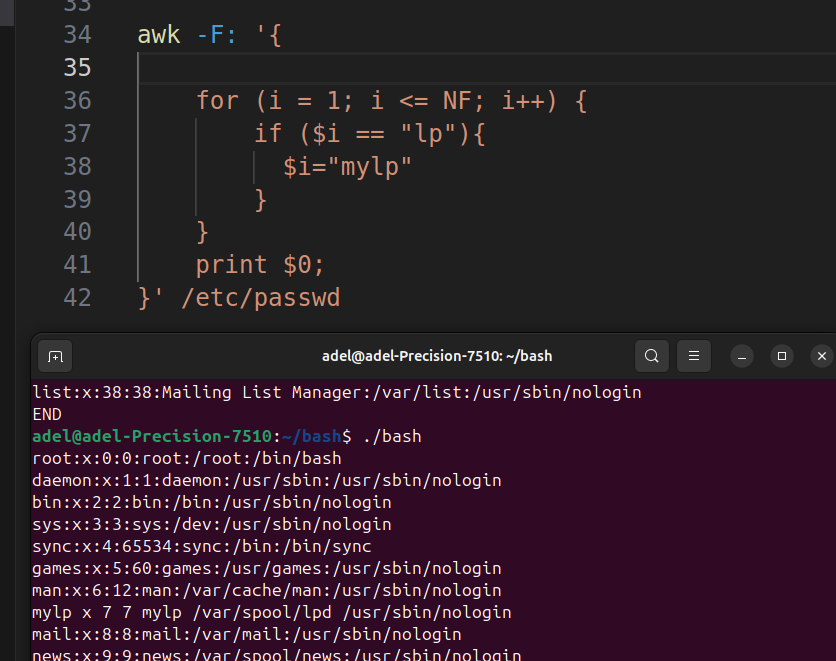 33
34 awk -F: '{
35
36 for (i = 1; i <= NF; i++) {
37 if ($i == "lp"){
38 $i="mylp"
39 }
40 }
41 print $0;
42 }' /etc/passwd
adel@adel-Precision-7510: ~/bash
list:x:38:38:Mailing List Manager:/var/list:/usr/sbin/nologin
END
adel@adel-Precision-7510:~/bash$ ./bash
root:x:0:0:root:/root:/bin/bash
daemon:x:1:1:daemon:/usr/sbin:/usr/sbin/nologin
bin:x:2:2:bin:/bin:/usr/sbin/nologin
sys:x:3:3:sys:/dev:/usr/sbin/nologin
sync:x:4:65534:sync:/bin:/bin/sync
games:x:5:60:games:/usr/games:/usr/sbin/nologin
man:x:6:12:man:/var/cache/man:/usr/sbin/nologin
mylp x 7 7 mylp /var/spool/lpd /usr/sbin/nologin
mail:x:8:8:mail:/var/mail:/usr/sbin/nologin
news:x:9:9:news:/var/spool/news:/usr/sbin/nologin